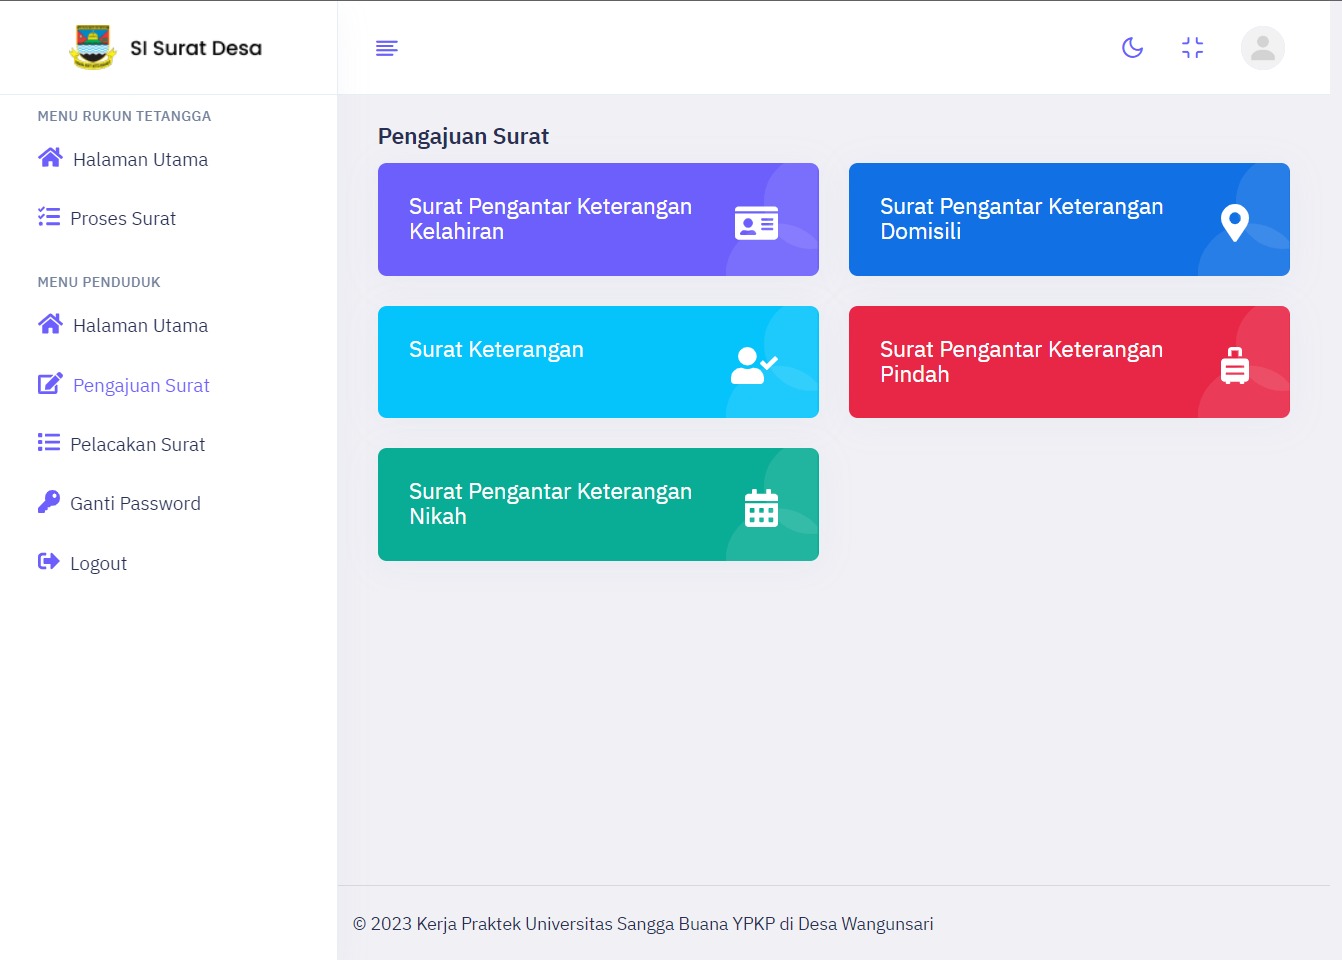 SI Surat Desa
MENU RUKUN TETANGGA
Halaman Utama
Proses Surat
MENU PENDUDUK
Halaman Utama
Pengajuan Surat
Pelacakan Surat
Ganti Password
Logout
Pengajuan Surat
Surat Pengantar Keterangan
Kelahiran
Surat Pengantar Keterangan
Domisili
Surat Keterangan
Surat Pengantar Keterangan
Pindah
Surat Pengantar Keterangan
Nikah
© 2023 Kerja Praktek Universitas Sangga Buana YPKP di Desa Wangunsari